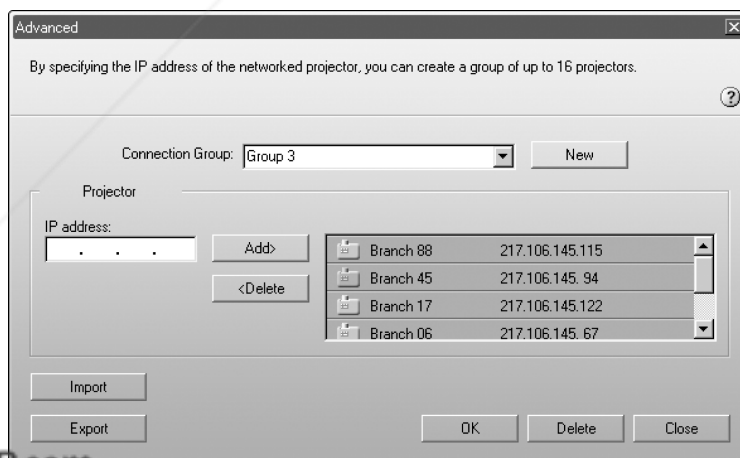 Advanced
By specifying the IP address of the networked projector, you can create a group of up to 16 projectors.
?
Connection Group: Group 3 New
Projector
IP address:
. . .
Add>
<Delete
Branch 88 217.106.145.115
Branch 45 217.106.145. 94
Branch 17 217.106.145.122
Branch 06 217.106.145. 67
Import
Export
OK Delete Close